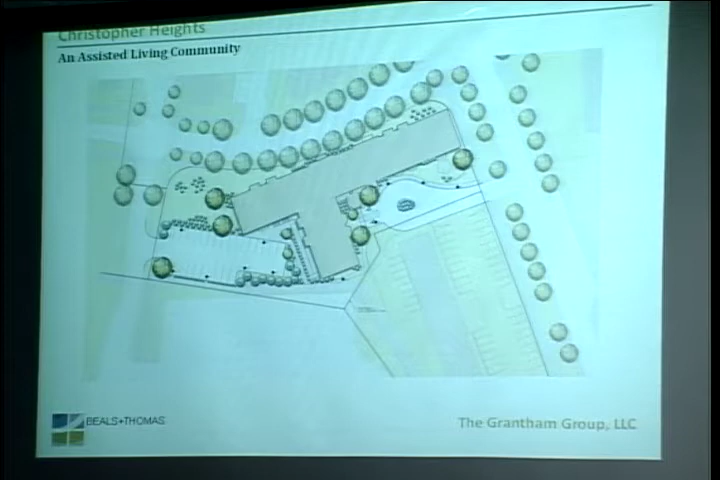 Christopher Heights
An Assisted Living Community
BEALS+THOMAS
The Grantham Group, LLC